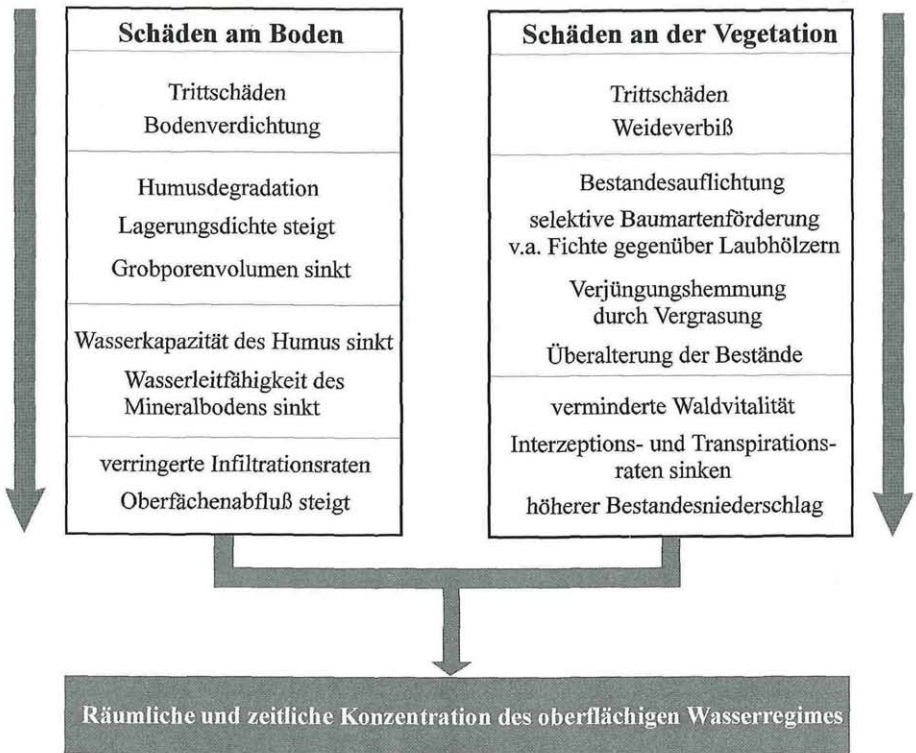 Schäden am Boden
Trittschäden
Bodenverdichtung
Humusdegradation
Lagerungsdichte steigt
Grobporenvolumen sinkt
Wasserkapazität des Humus sinkt
Wasserleitfähigkeit des
Mineralbodens sinkt
verringerte Infiltrationsraten
Oberfächenabfluß steigt
Schäden an der Vegetation
Trittschäden
Weideverbiß
Bestandesauflichtung
selektive Baumartenförderung
v.a. Fichte gegenüber Laubhölzern
Verjüngungshemmung
durch Vergrasung
Überalterung der Bestände
verminderte Waldvitalität
Interzeptions- und Transpirations-
raten sinken
höherer Bestandesniederschlag
Räumliche und zeitliche Konzentration des oberflächigen Wasserregimes